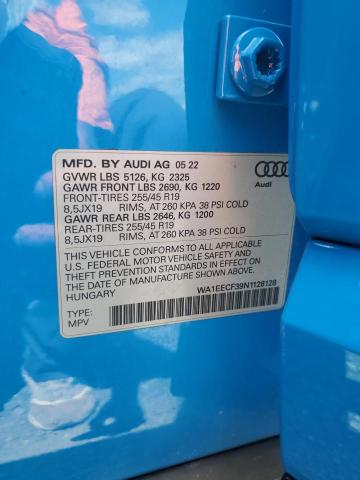 MFD. BY AUDI AG 05 22
GVWR LBS 5126, KG 2325
GAWR FRONT LBS 2690, KG 1220
FRONT-TIRES 255/45 R19
8,5JX19 RIMS, AT 260 KPA 38 PSI COLD
GAWR REAR LBS 2646, KG 1200
REAR-TIRES 255/45 R19
8,5JX19 RIMS, AT 260 KPA 38 PSI COLD
THIS VEHICLE CONFORMS TO ALL APPLICABLE
U.S. FEDERAL MOTOR VEHICLE SAFETY AND
THEFT PREVENTION STANDARDS IN EFFECT ON
THE DATE OF MANUFACTURE SHOWN ABOVE.
HUNGARY
WA1EECF39N1128128
TYPE:
MPV
Audi